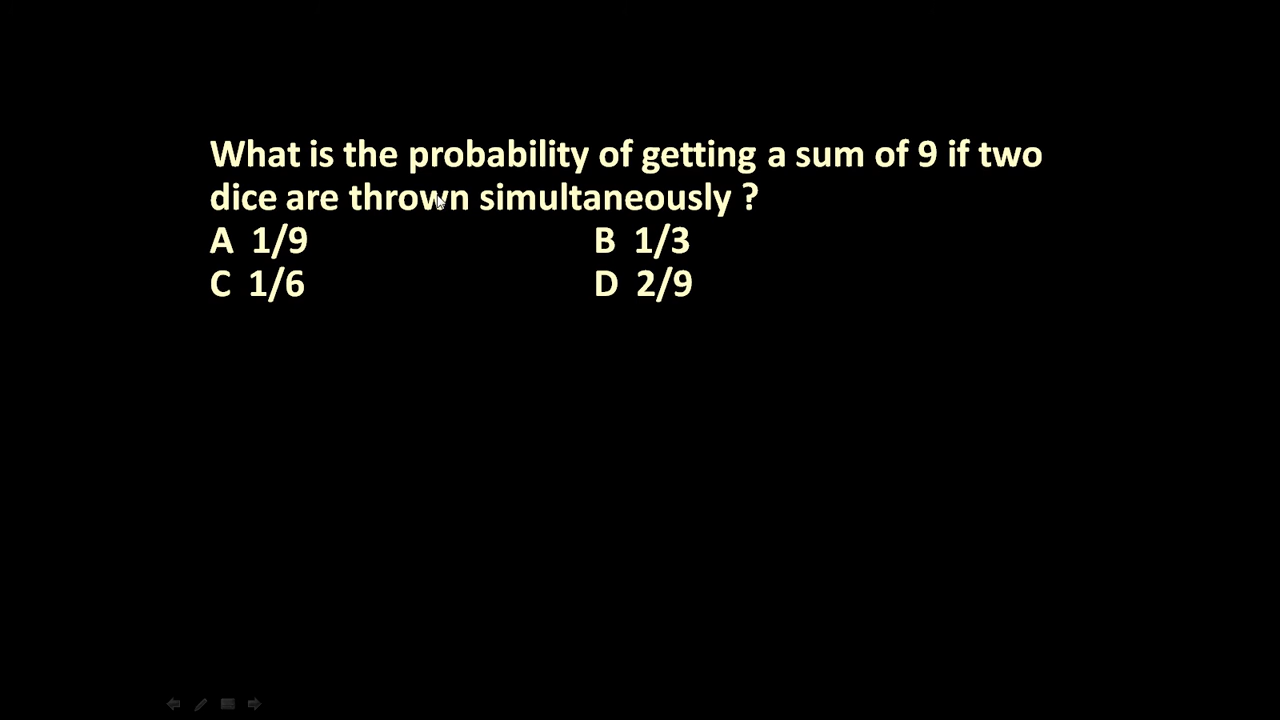 What is the probability of getting a sum of 9 if two
dice are thrown simultaneously ?
A 1/9 B 1/3
C 1/6 D 2/9